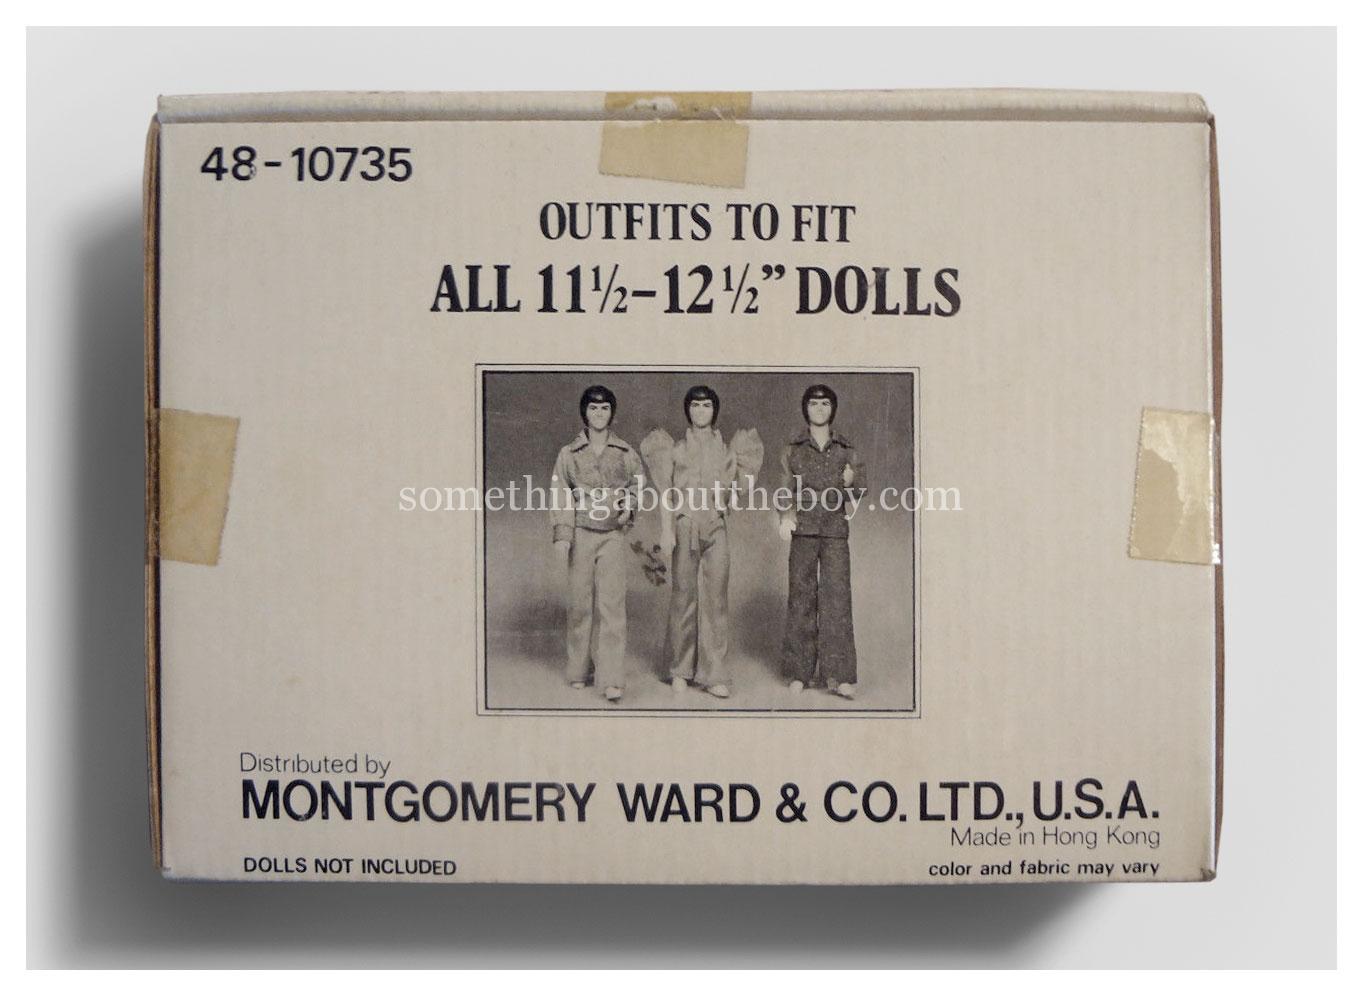 48-10735
OUTFITS TO FIT
ALL 11½-12½” DOLLS
somethingabouttheboy.com
Distributed by
MONTGOMERY WARD & CO. LTD., U.S.A.
Made in Hong Kong
DOLLS NOT INCLUDED
color and fabric may vary